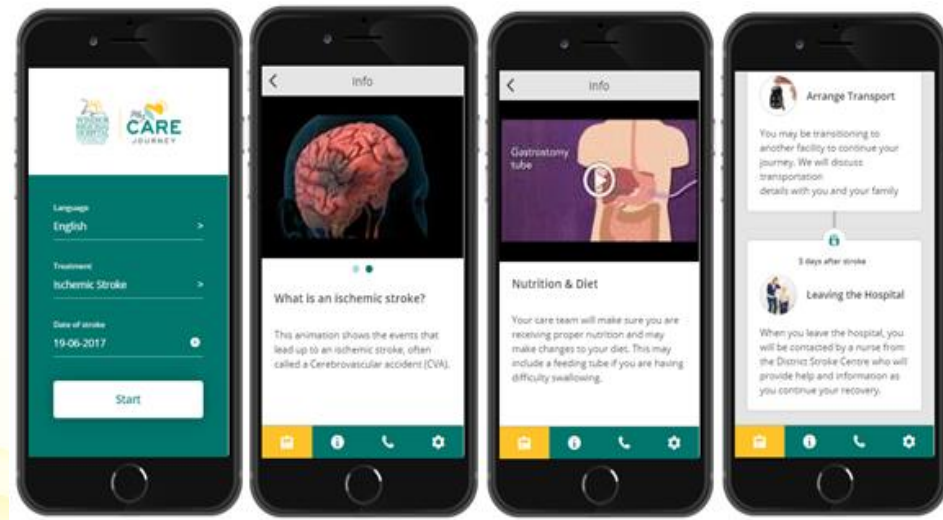 WINDSOR
REGIONAL
HOSPITAL
My
CARE
JOURNEY
Language
English >
Treatment
Ischemic Stroke >
Date of stroke
19-06-2017
Start
Info
What is an ischemic stroke?
This animation shows the events that
lead up to an ischemic stroke, often
called a Cerebrovascular accident (CVA).
Info
Gastrostomy
tube
Nutrition & Diet
Your care team will make sure you are
receiving proper nutrition and may
make changes to your diet. This may
include a feeding tube if you are having
difficulty swallowing.
Arrange Transport
You may be transitioning to
another facility to continue your
journey. We will discuss
transportation
details with you and your family
3 days after stroke
Leaving the Hospital
When you leave the hospital, you
will be contacted by a nurse from
the District Stroke Centre who will
provide help and information as
you continue your recovery.